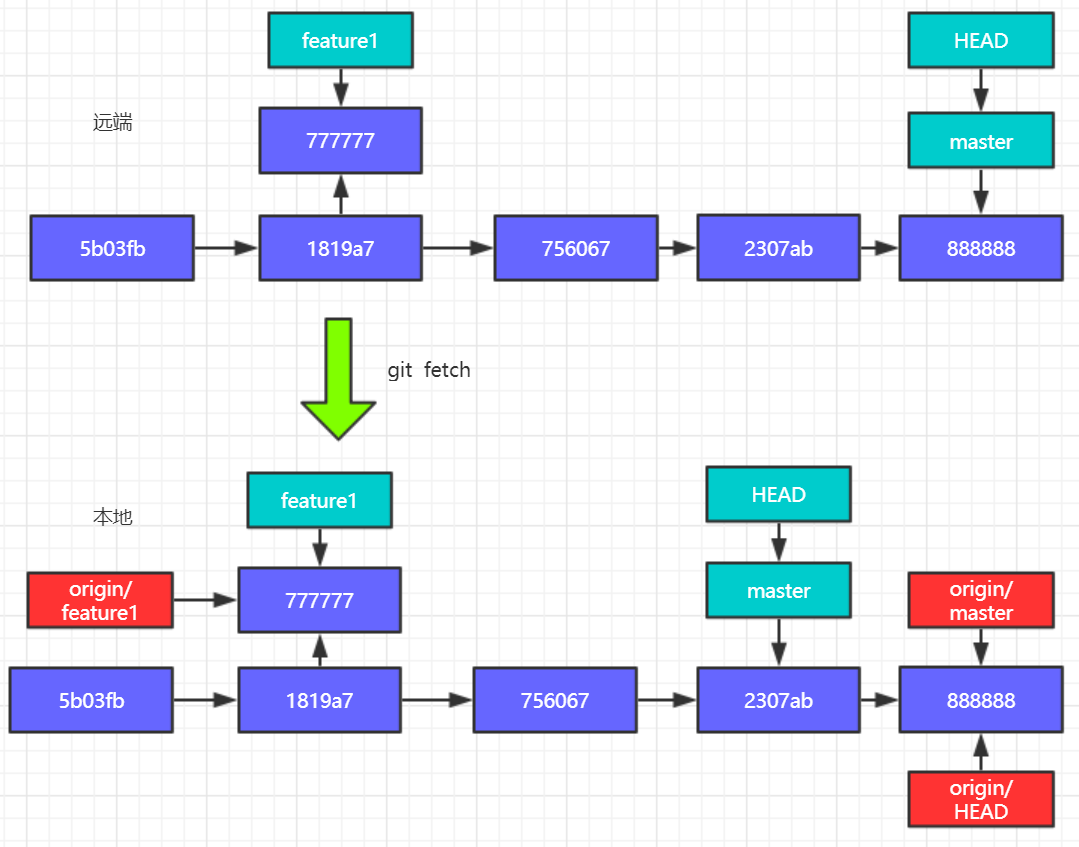 feature1
HEAD
远端
777777
master
5b03fb
1819a7
756067
2307ab
888888
git fetch
feature1
HEAD
本地
origin/
feature1
777777
master
origin/
master
5b03fb
1819a7
756067
2307ab
888888
origin/
HEAD